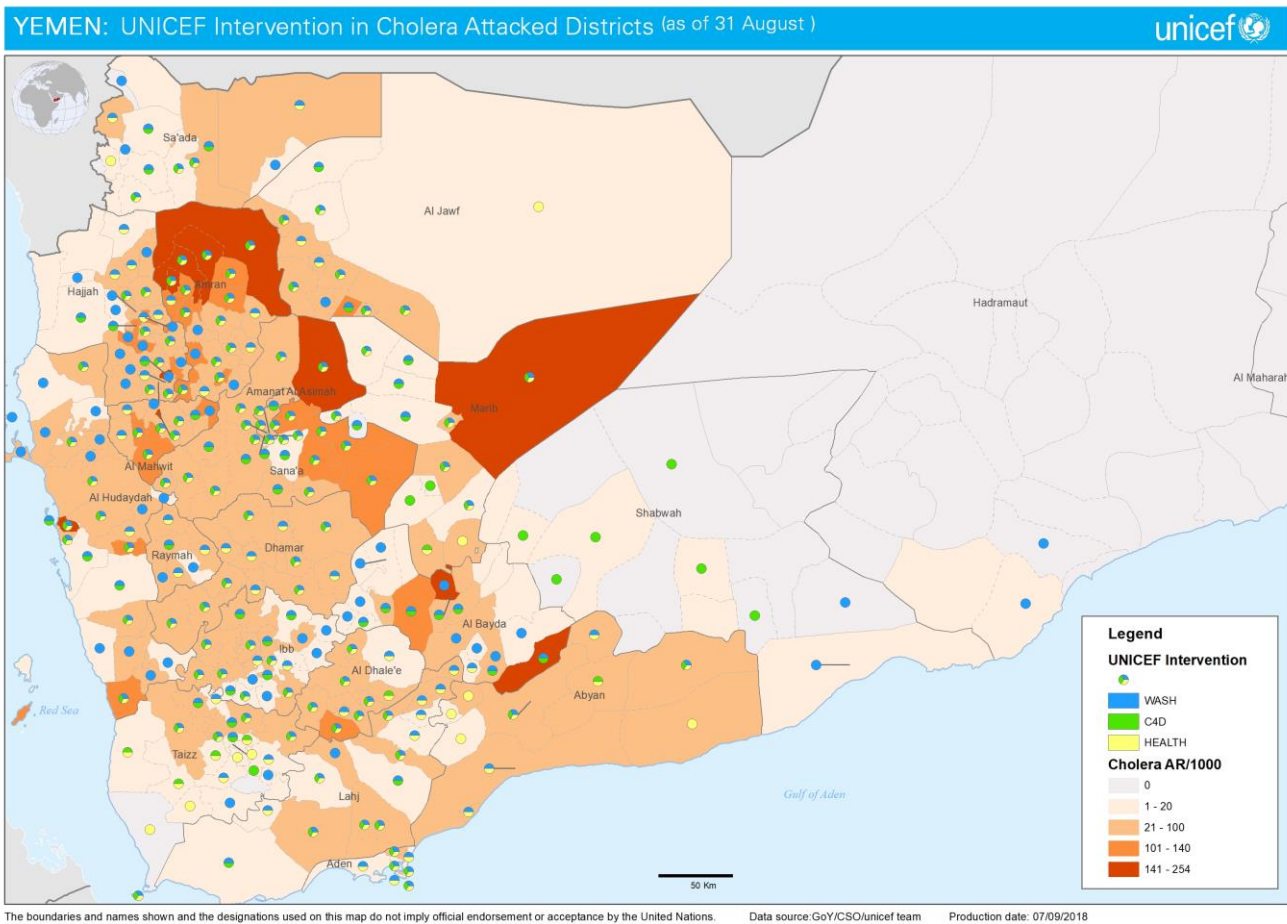 YEMEN: UNICEF Intervention in Cholera Attacked Districts (as of 31 August )
unicef
Sa'ada
Al Jawf
Hajjah
Amran
Hadramaut
Al Maharah
Amanat Al Asimah
Marib
Al Mahwit
Sana'a
Al Hudaydah
Shabwah
Raymah
Dhamar
Al Bayda
Ibb
Al Dhale'e
Abyan
Red Sea
Taizz
Gulf of Aden
Lahj
Aden
50 Km
Legend
UNICEF Intervention
WASH
C4D
HEALTH
Cholera AR/1000
0
1 - 20
21 - 100
101 - 140
141 - 254
The boundaries and names shown and the designations used on this map do not imply official endorsement or acceptance by the United Nations. Data source:GoY/CSO/unicef team Production date: 07/09/2018